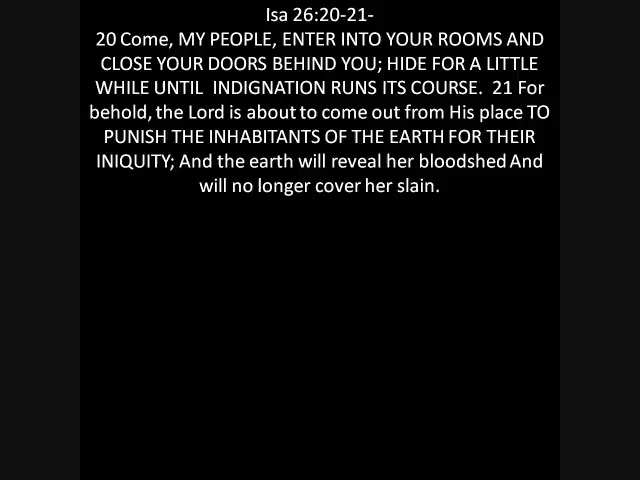 Isa 26:20-21-
20 Come, MY PEOPLE, ENTER INTO YOUR ROOMS AND
CLOSE YOUR DOORS BEHIND YOU; HIDE FOR A LITTLE
WHILE UNTIL  INDIGNATION RUNS ITS COURSE.  21 For
behold, the Lord is about to come out from His place TO
PUNISH THE INHABITANTS OF THE EARTH FOR THEIR
INIQUITY; And the earth will reveal her bloodshed And
will no longer cover her slain.